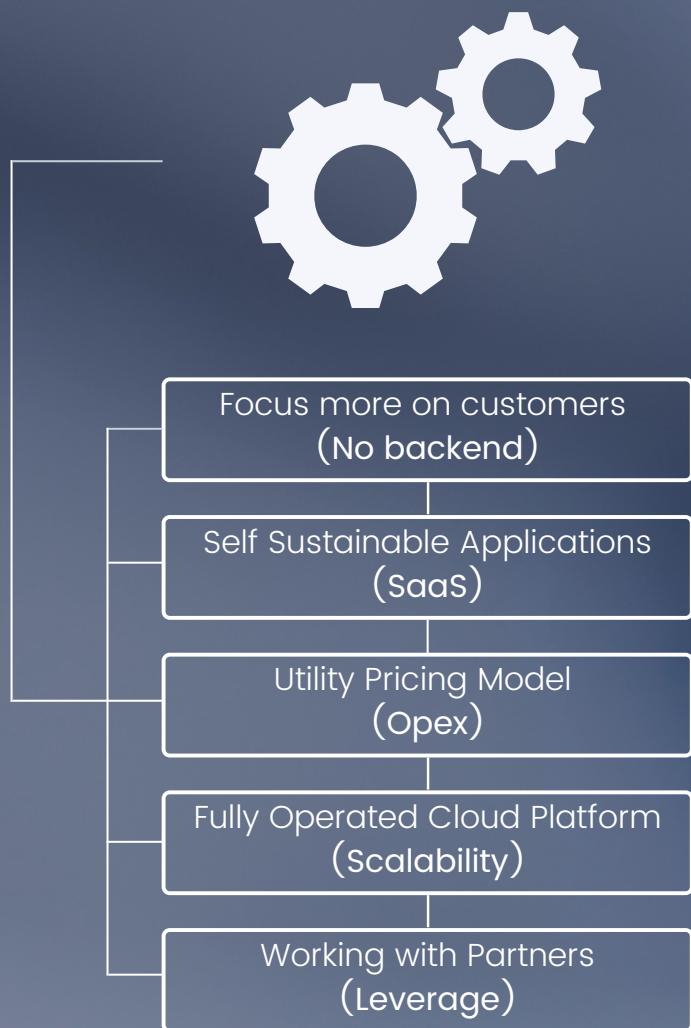 Focus more on customers
(No backend)
Self Sustainable Applications
(SaaS)
Utility Pricing Model
(Opex)
Fully Operated Cloud Platform
(Scalability)
Working with Partners
(Leverage)